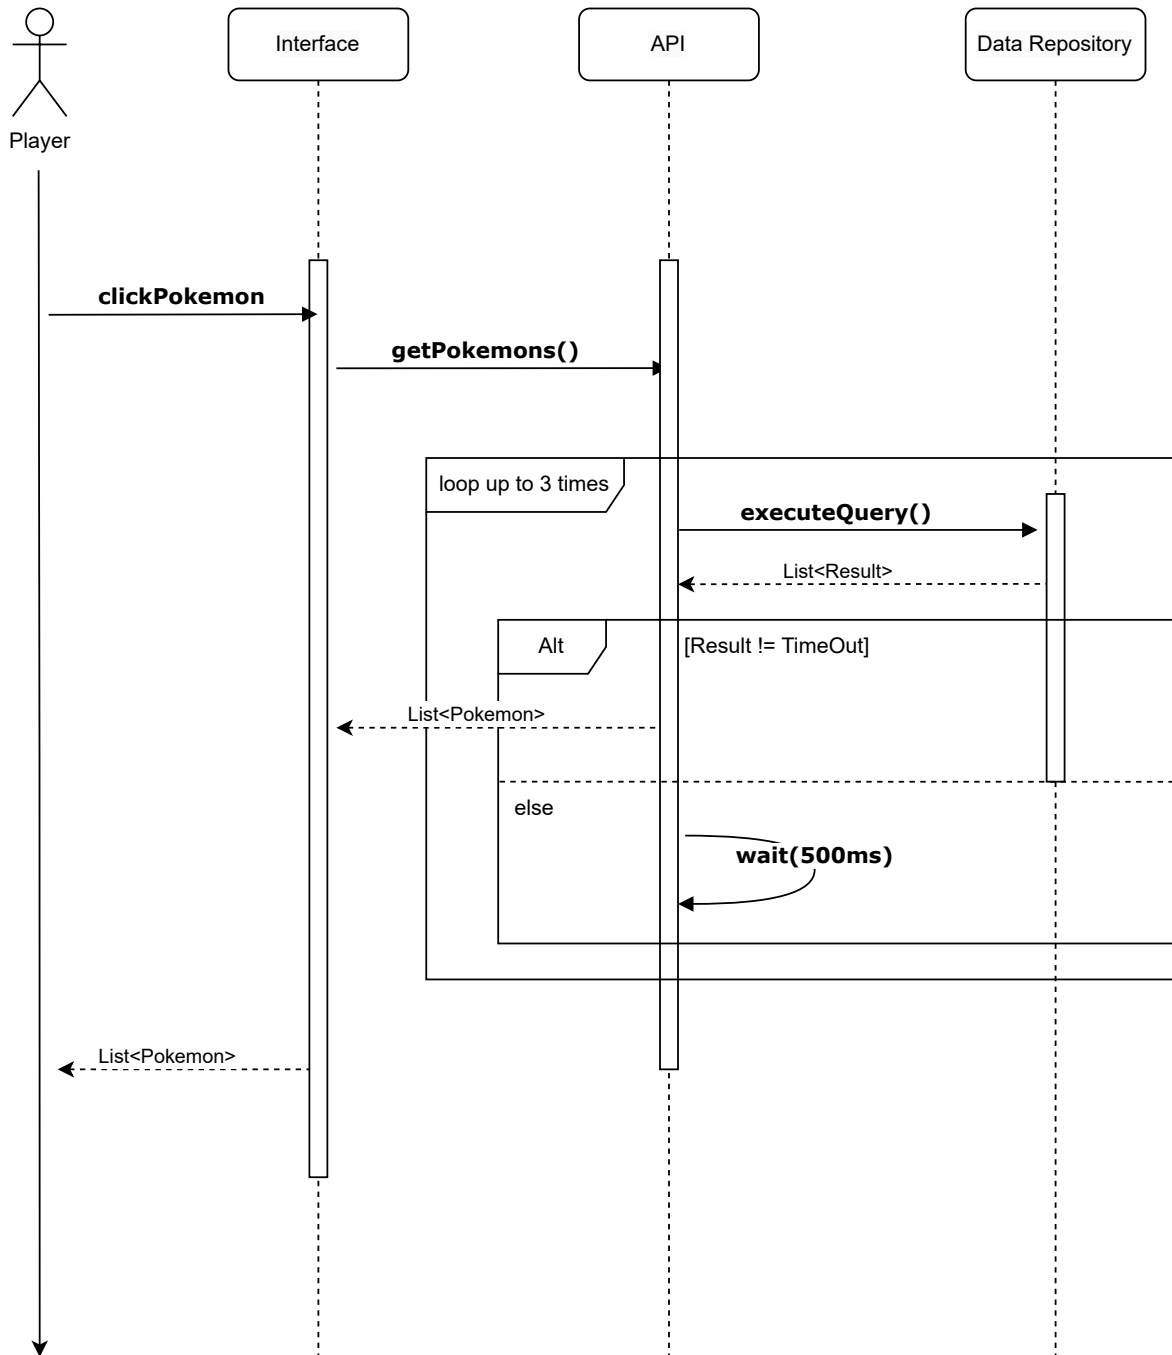 Interface
API
Data Repository
Player
clickPokemon
getPokemons()
loop up to 3 times
executeQuery()
List<Result>
Alt
[Result != TimeOut]
List<Pokemon>
else
wait(500ms)
List<Pokemon>